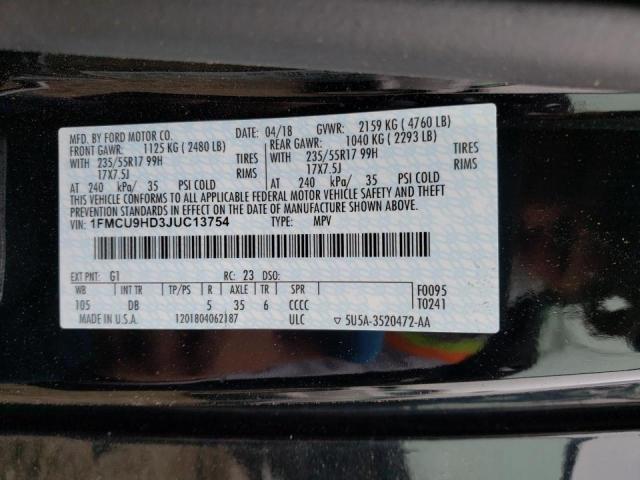 MFD. BY FORD MOTOR CO. DATE: 04/18 GVWR: 2159 KG ( 4760 LB)
FRONT GAWR: 1125 KG ( 2480 LB) REAR GAWR: 1040 KG ( 2293 LB)
WITH 235/55R17 99H TIRES WITH 235/55R17 99H TIRES
17X7.5J RIMS 17X7.5J RIMS
AT 240 kPa/ 35 PSI COLD AT 240 kPa/ 35 PSI COLD
THIS VEHICLE CONFORMS TO ALL APPLICABLE FEDERAL MOTOR VEHICLE SAFETY AND THEFT
PREVENTION STANDARDS IN EFFECT ON THE DATE OF MANUFACTURE SHOWN ABOVE.
VIN: 1FMCU9HD3JUC13754 TYPE: MPV
EXT PNT: G1 RC: 23 DSO:
WB INT TR TP/PS R AXLE TR SPR F0095
105 DB 5 35 6 CCCC T0241
MADE IN U.S.A. 1201804062187 ULC ▽ 5U5A-3520472-AA